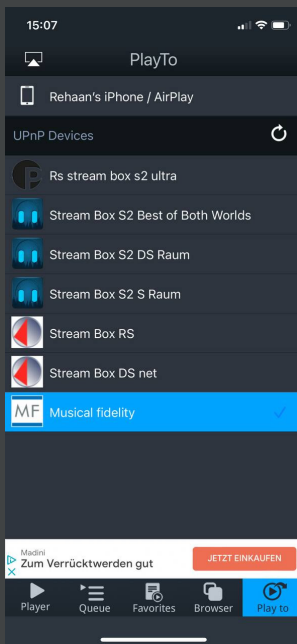 15:07
PlayTo
Rehaan's iPhone / AirPlay
UPnP Devices
Rs stream box s2 ultra
Stream Box S2 Best of Both Worlds
Stream Box S2 DS Raum
Stream Box S2 S Raum
Stream Box RS
Stream Box DS net
MF Musical fidelity
Madini
Zum Verrücktwerden gut
JETZT EINKAUFEN
Player Queue Favorites Browser Play to